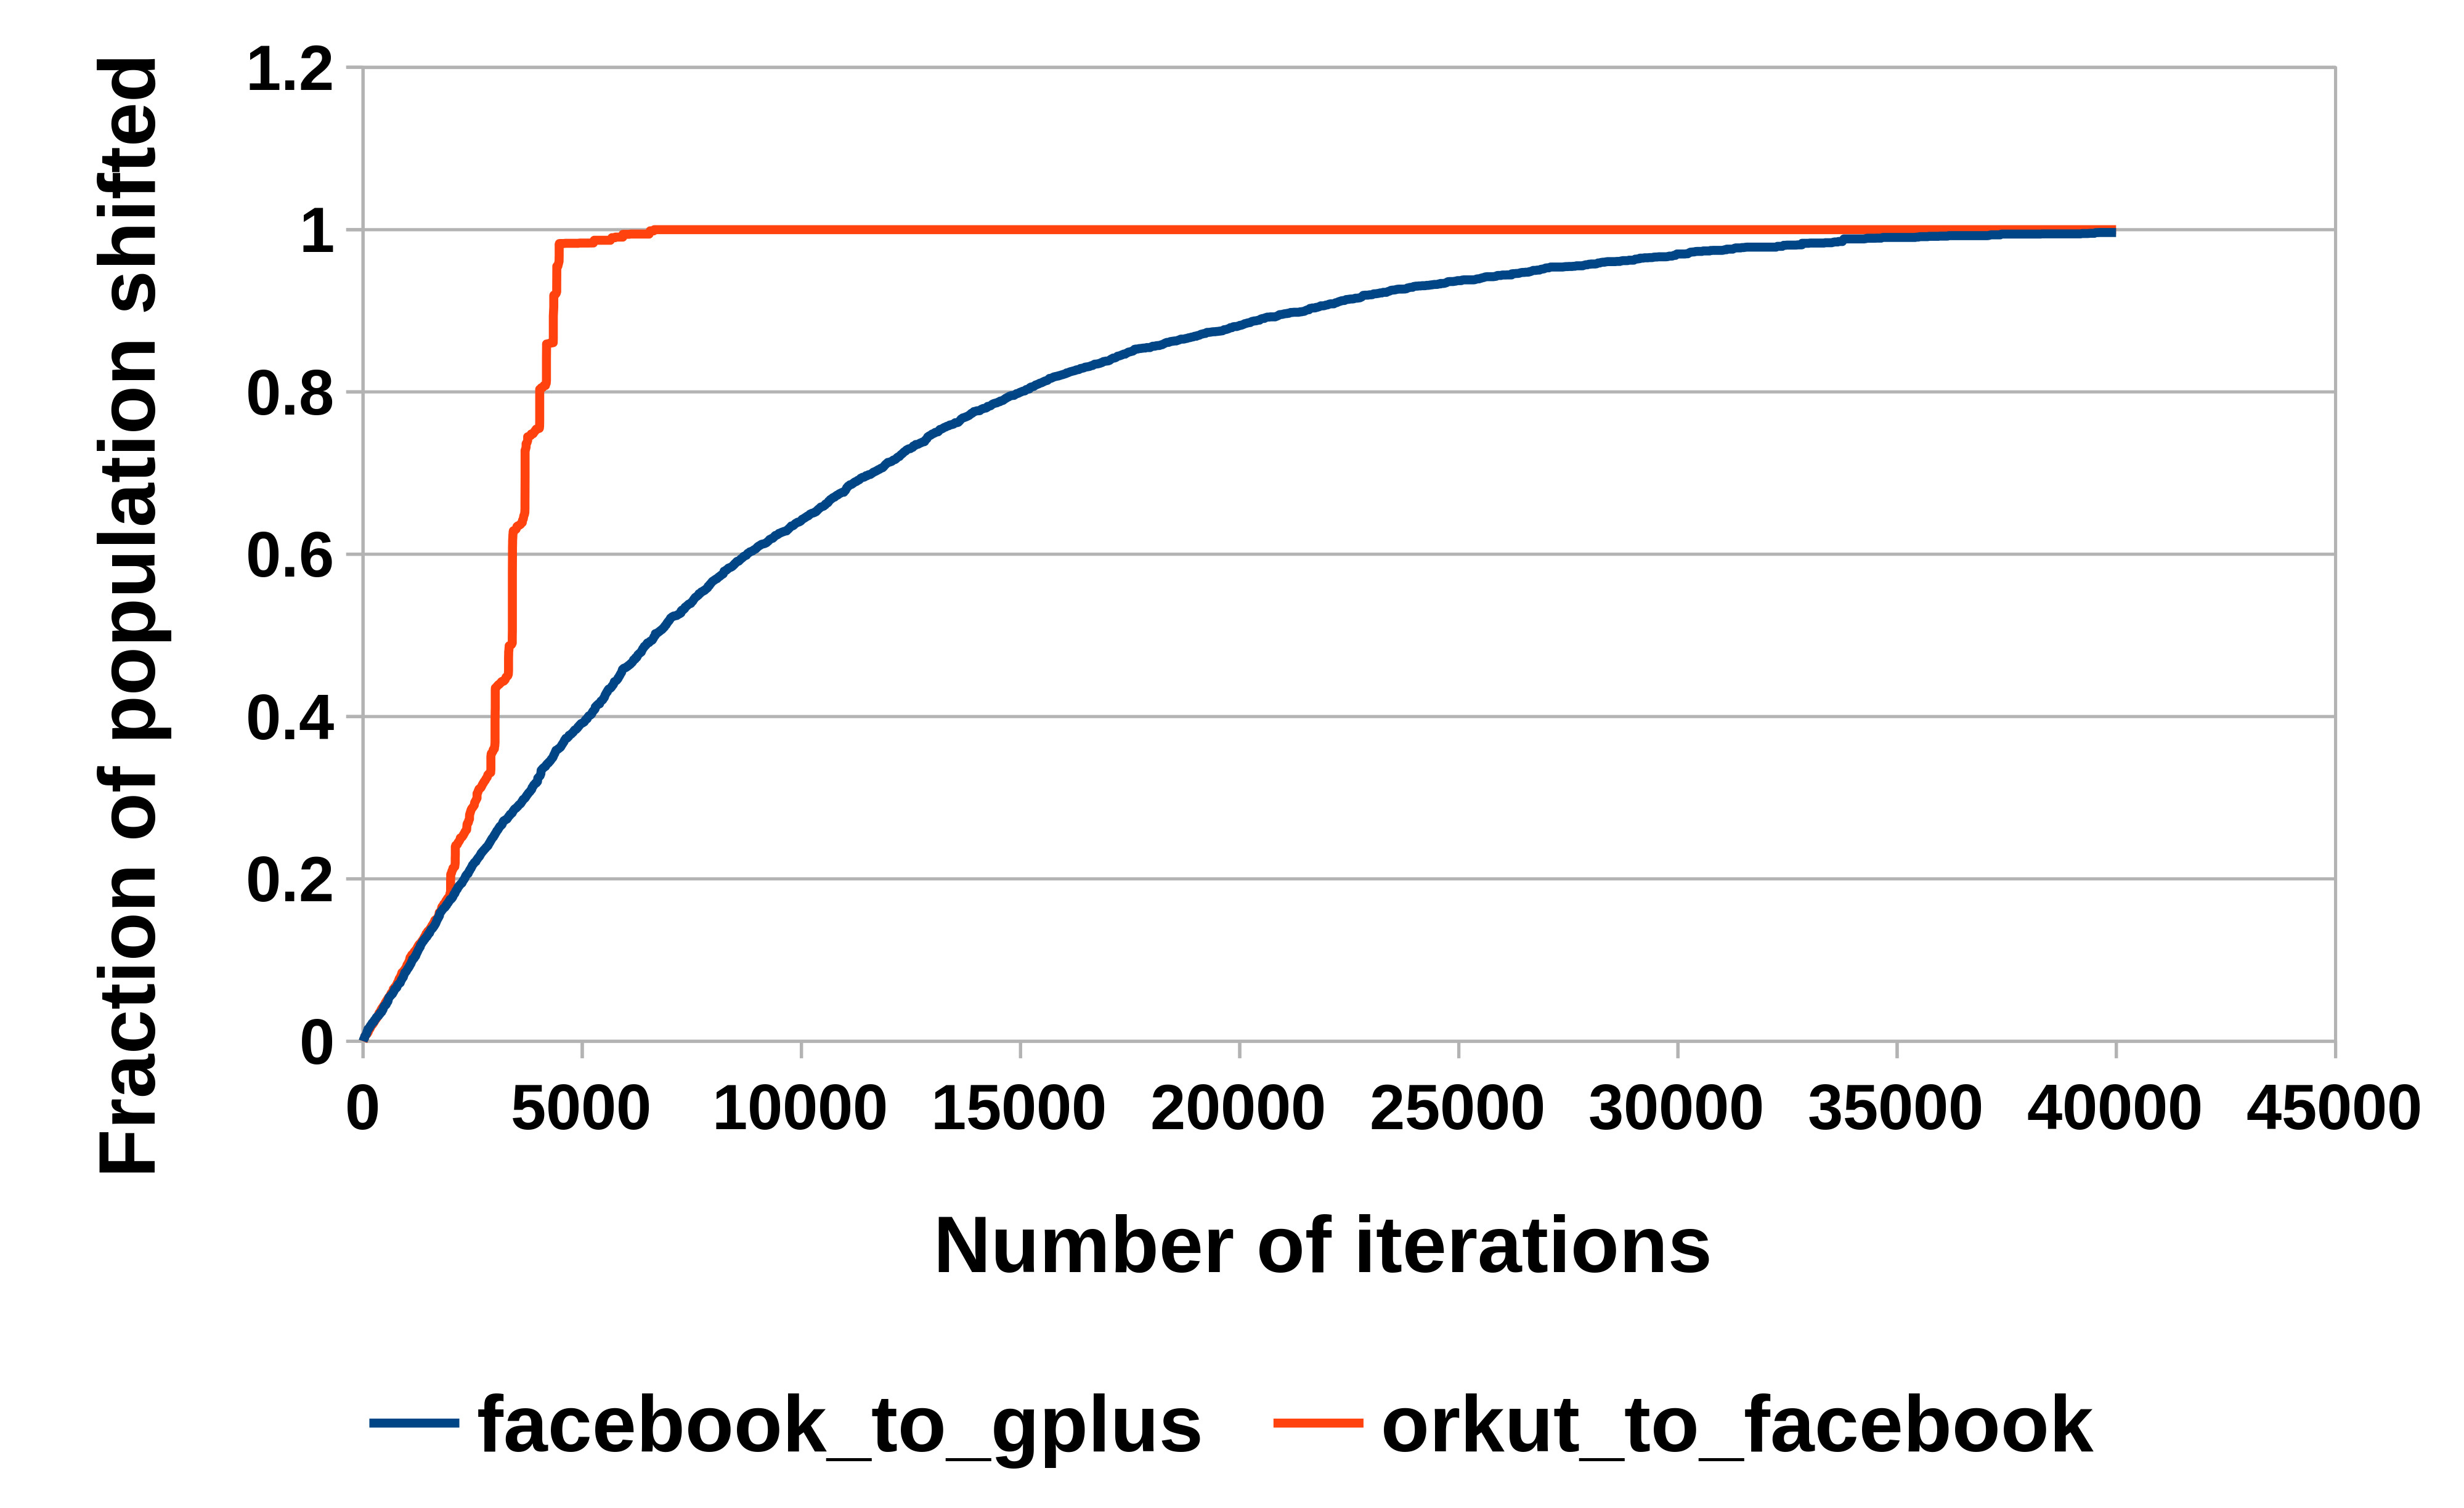 Fraction of population shifted
1.2
1
0.8
0.6
0.4
0.2
0
0 5000 10000 15000 20000 25000 30000 35000 40000 45000
Number of iterations
facebook_to_gplus orkut_to_facebook